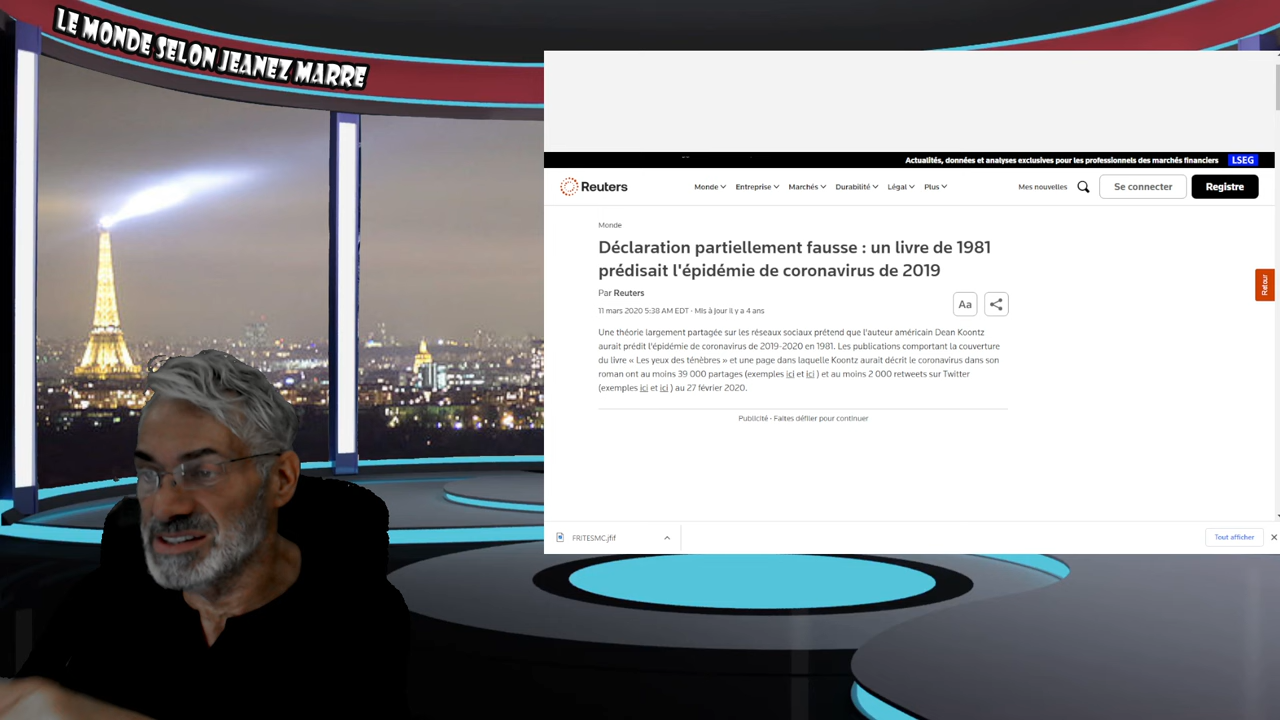 LE MONDE SELON JEANEZ MARRE
Actualités, données et analyses exclusives pour les professionnels des marchés financiers LSEG
Reuters
Monde Entreprise Marchés Durabilité Légal Plus
Mes nouvelles
Se connecter
Registre
Monde
Déclaration partiellement fausse : un livre de 1981
prédisait l'épidémie de coronavirus de 2019
Par Reuters
11 mars 2020 5:38 AM EDT · Mis à jour il y a 4 ans
Aa
Une théorie largement partagée sur les réseaux sociaux prétend que l'auteur américain Dean Koontz
aurait prédit l'épidémie de coronavirus de 2019-2020 en 1981. Les publications comportant la couverture
du livre « Les yeux des ténèbres » et une page dans laquelle Koontz aurait décrit le coronavirus dans son
roman ont au moins 39 000 partages (exemples ici et ici ) et au moins 2 000 retweets sur Twitter
(exemples ici et ici ) au 27 février 2020.
Publicité · Faites défiler pour continuer
Retour
FRITESMC.jfif
Tout afficher